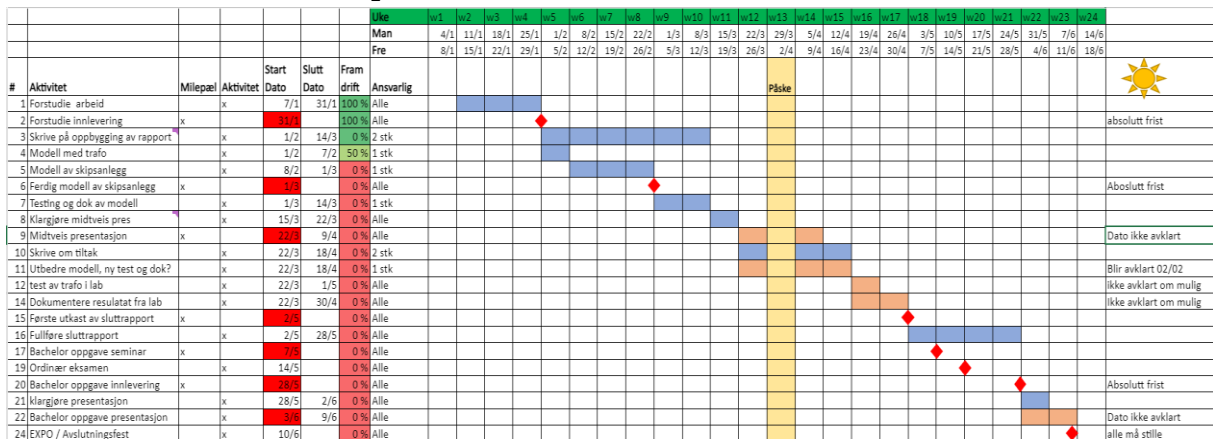 Uke w1 w2 w3 w4 w5 w6 w7 w8 w9 w10 w11 w12 w13 w14 w15 w16 w17 w18 w19 w20 w21 w22 w23 w24
Man 4/1 11/1 18/1 25/1 1/2 8/2 15/2 22/2 1/3 8/3 15/3 22/3 29/3 5/4 12/4 19/4 26/4 3/5 10/5 17/5 24/5 31/5 7/6 14/6
Fre 8/1 15/1 22/1 29/1 5/2 12/2 19/2 26/2 5/3 12/3 19/3 26/3 2/4 9/4 16/4 23/4 30/4 7/5 14/5 21/5 28/5 4/6 11/6 18/6
# Aktivitet Milepæl Aktivitet Start Dato Slutt Dato Fram drift Ansvarlig Påske
1 Forstudie arbeid x 7/1 31/1 100 % Alle
2 Forstudie innlevering x 31/1 100 % Alle absolutt frist
3 Skrive på oppbygging av rapport x 1/2 14/3 0 % 2 stk
4 Modell med trafo x 1/2 7/2 50 % 1 stk
5 Modell av skipsanlegg x 8/2 1/3 0 % 1 stk
6 Ferdig modell av skipsanlegg x 1/3 0 % Alle Aboslutt frist
7 Testing og dok av modell x 1/3 14/3 0 % 1 stk
8 Klargjøre midtveis pres x 15/3 22/3 0 % Alle
9 Midtveis presentasjon x 22/3 9/4 0 % Alle Dato ikke avklart
10 Skrive om tiltak x 22/3 18/4 0 % 2 stk
11 Utbedre modell, ny test og dok? x 22/3 18/4 0 % 1 stk Blir avklart 02/02
12 test av trafo i lab x 22/3 1/5 0 % Alle ikke avklart om mulig
14 Dokumentere resulatat fra lab x 22/3 30/4 0 % Alle Ikke avklart om mulig
15 Første utkast av sluttrapport x 2/5 0 % Alle
16 Fullføre sluttrapport x 2/5 28/5 0 % Alle
17 Bachelor oppgave seminar x 7/5 0 % Alle
19 Ordinær eksamen x 14/5 0 % Alle
20 Bachelor oppgave innlevering x 28/5 0 % Alle Absolutt frist
21 klargjøre presentasjon x 28/5 2/6 0 % Alle
22 Bachelor oppgave presentasjon x 3/6 9/6 0 % Alle Dato ikke avklart
24 EXPO / Avslutningsfest x 10/6 0 % Alle alle må stille